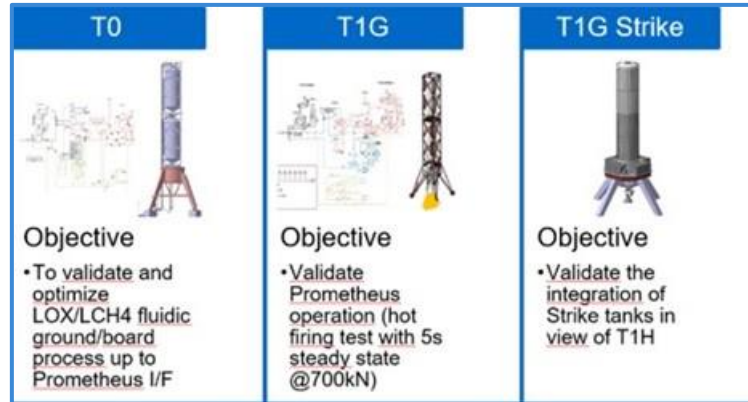 T0
Objective
•To validate and
optimize
LOX/LCH4 fluidic
ground/board
process up to
Prometheus I/F
T1G
Objective
•Validate
Prometheus
operation (hot
firing test with 5s
steady state
@700kN)
T1G Strike
Objective
•Validate the
integration of
Strike tanks in
view of T1H